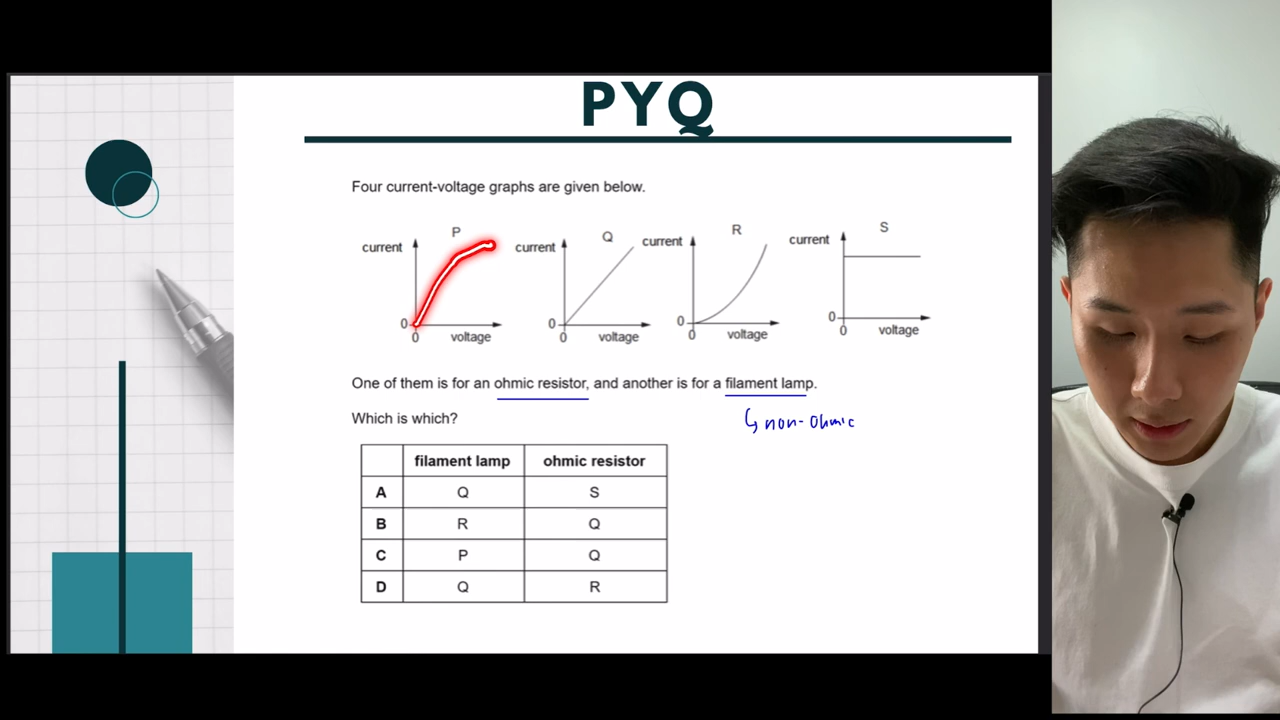 PYQ
Four current-voltage graphs are given below.
P
current
0
0
voltage
Q
current
0
0
voltage
R
current
0
0
voltage
S
current
0
0
voltage
One of them is for an ohmic resistor, and another is for a filament lamp.
Which is which?
non-ohmic
filament lamp ohmic resistor
A Q S
B R Q
C P Q
D Q R